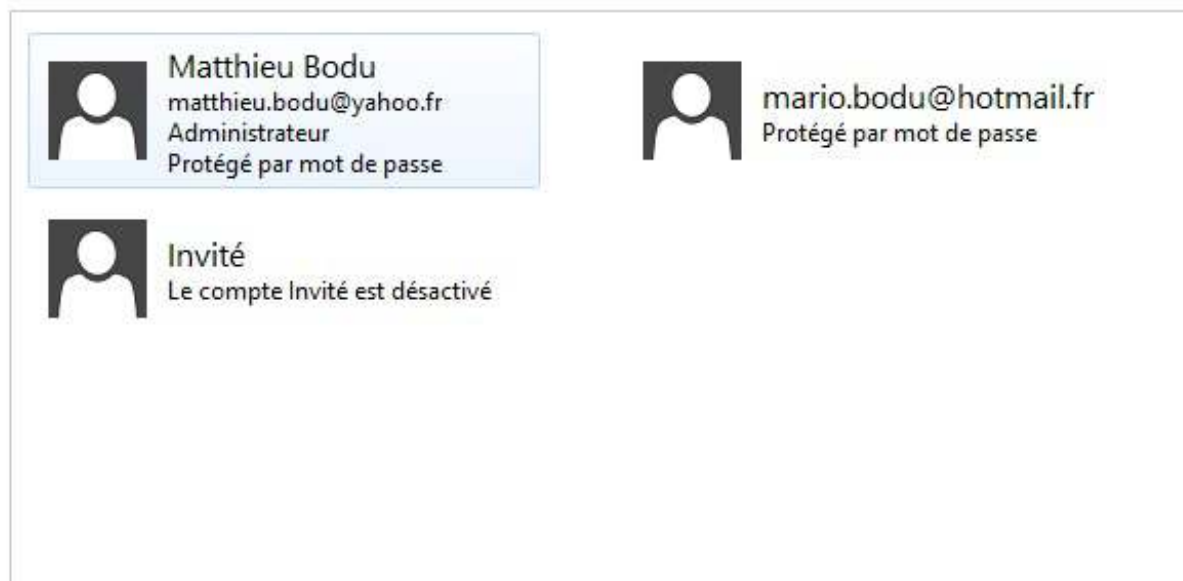 Matthieu Bodu
matthieu.bodu@yahoo.fr
Administrateur
Protégé par mot de passe
mario.bodu@hotmail.fr
Protégé par mot de passe
Invité
Le compte Invité est désactivé